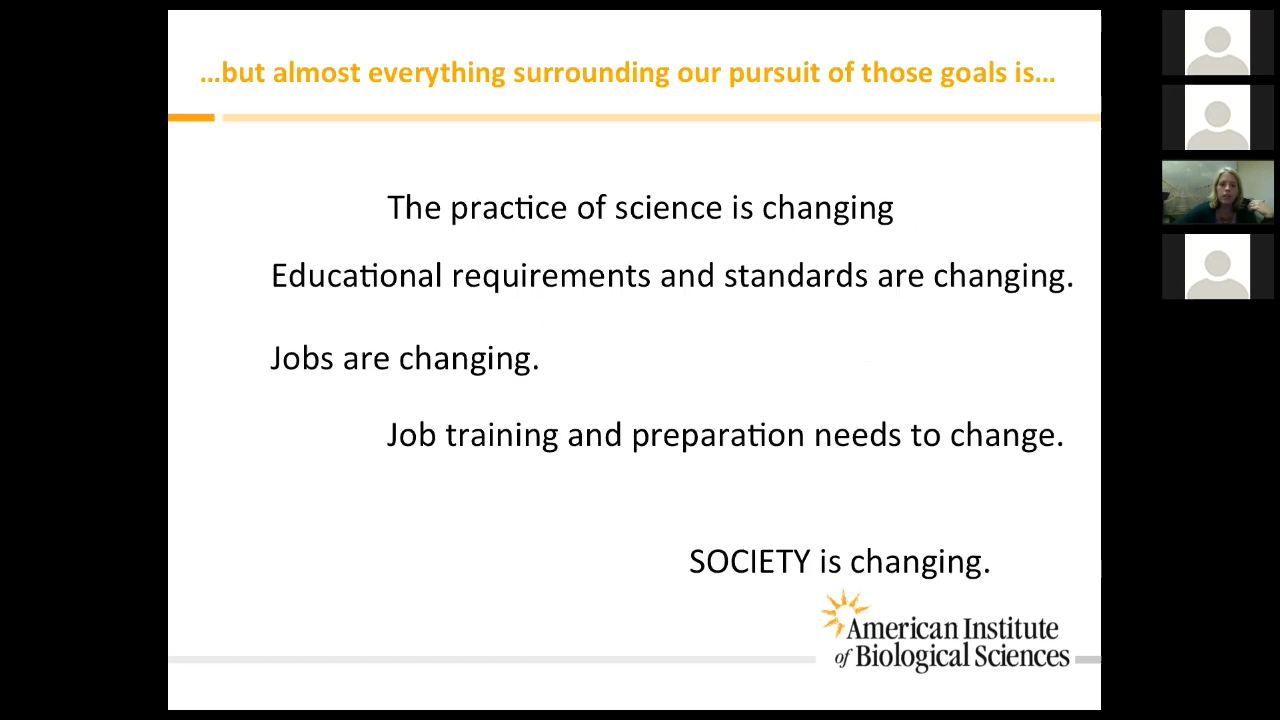 ...but almost everything surrounding our pursuit of those goals is...
The practice of science is changing
Educational requirements and standards are changing.
Jobs are changing.
Job training and preparation needs to change.
SOCIETY is changing.
American Institute
of Biological Sciences